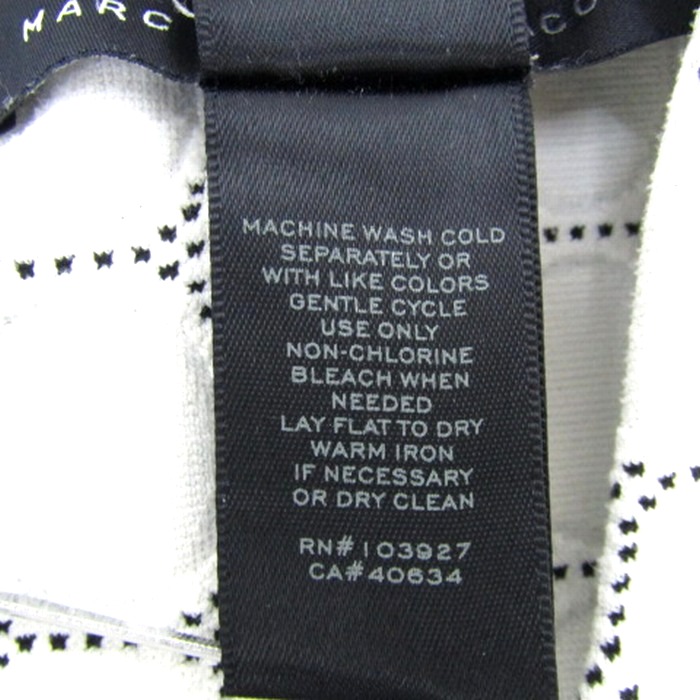 MARC
CO
MACHINE WASH COLD
SEPARATELY OR
WITH LIKE COLORS
GENTLE CYCLE
USE ONLY
NON-CHLORINE
BLEACH WHEN
NEEDED
LAY FLAT TO DRY
WARM IRON
IF NECESSARY
OR DRY CLEAN
RN#103927
CA#40634